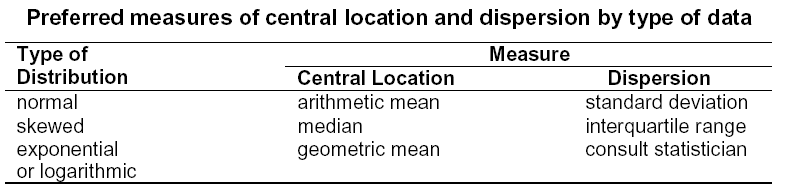 Preferred measures of central location and dispersion by type of data
Type of Distribution Measure
Central Location Dispersion
normal arithmetic mean standard deviation
skewed median interquartile range
exponential geometric mean consult statistician
or logarithmic